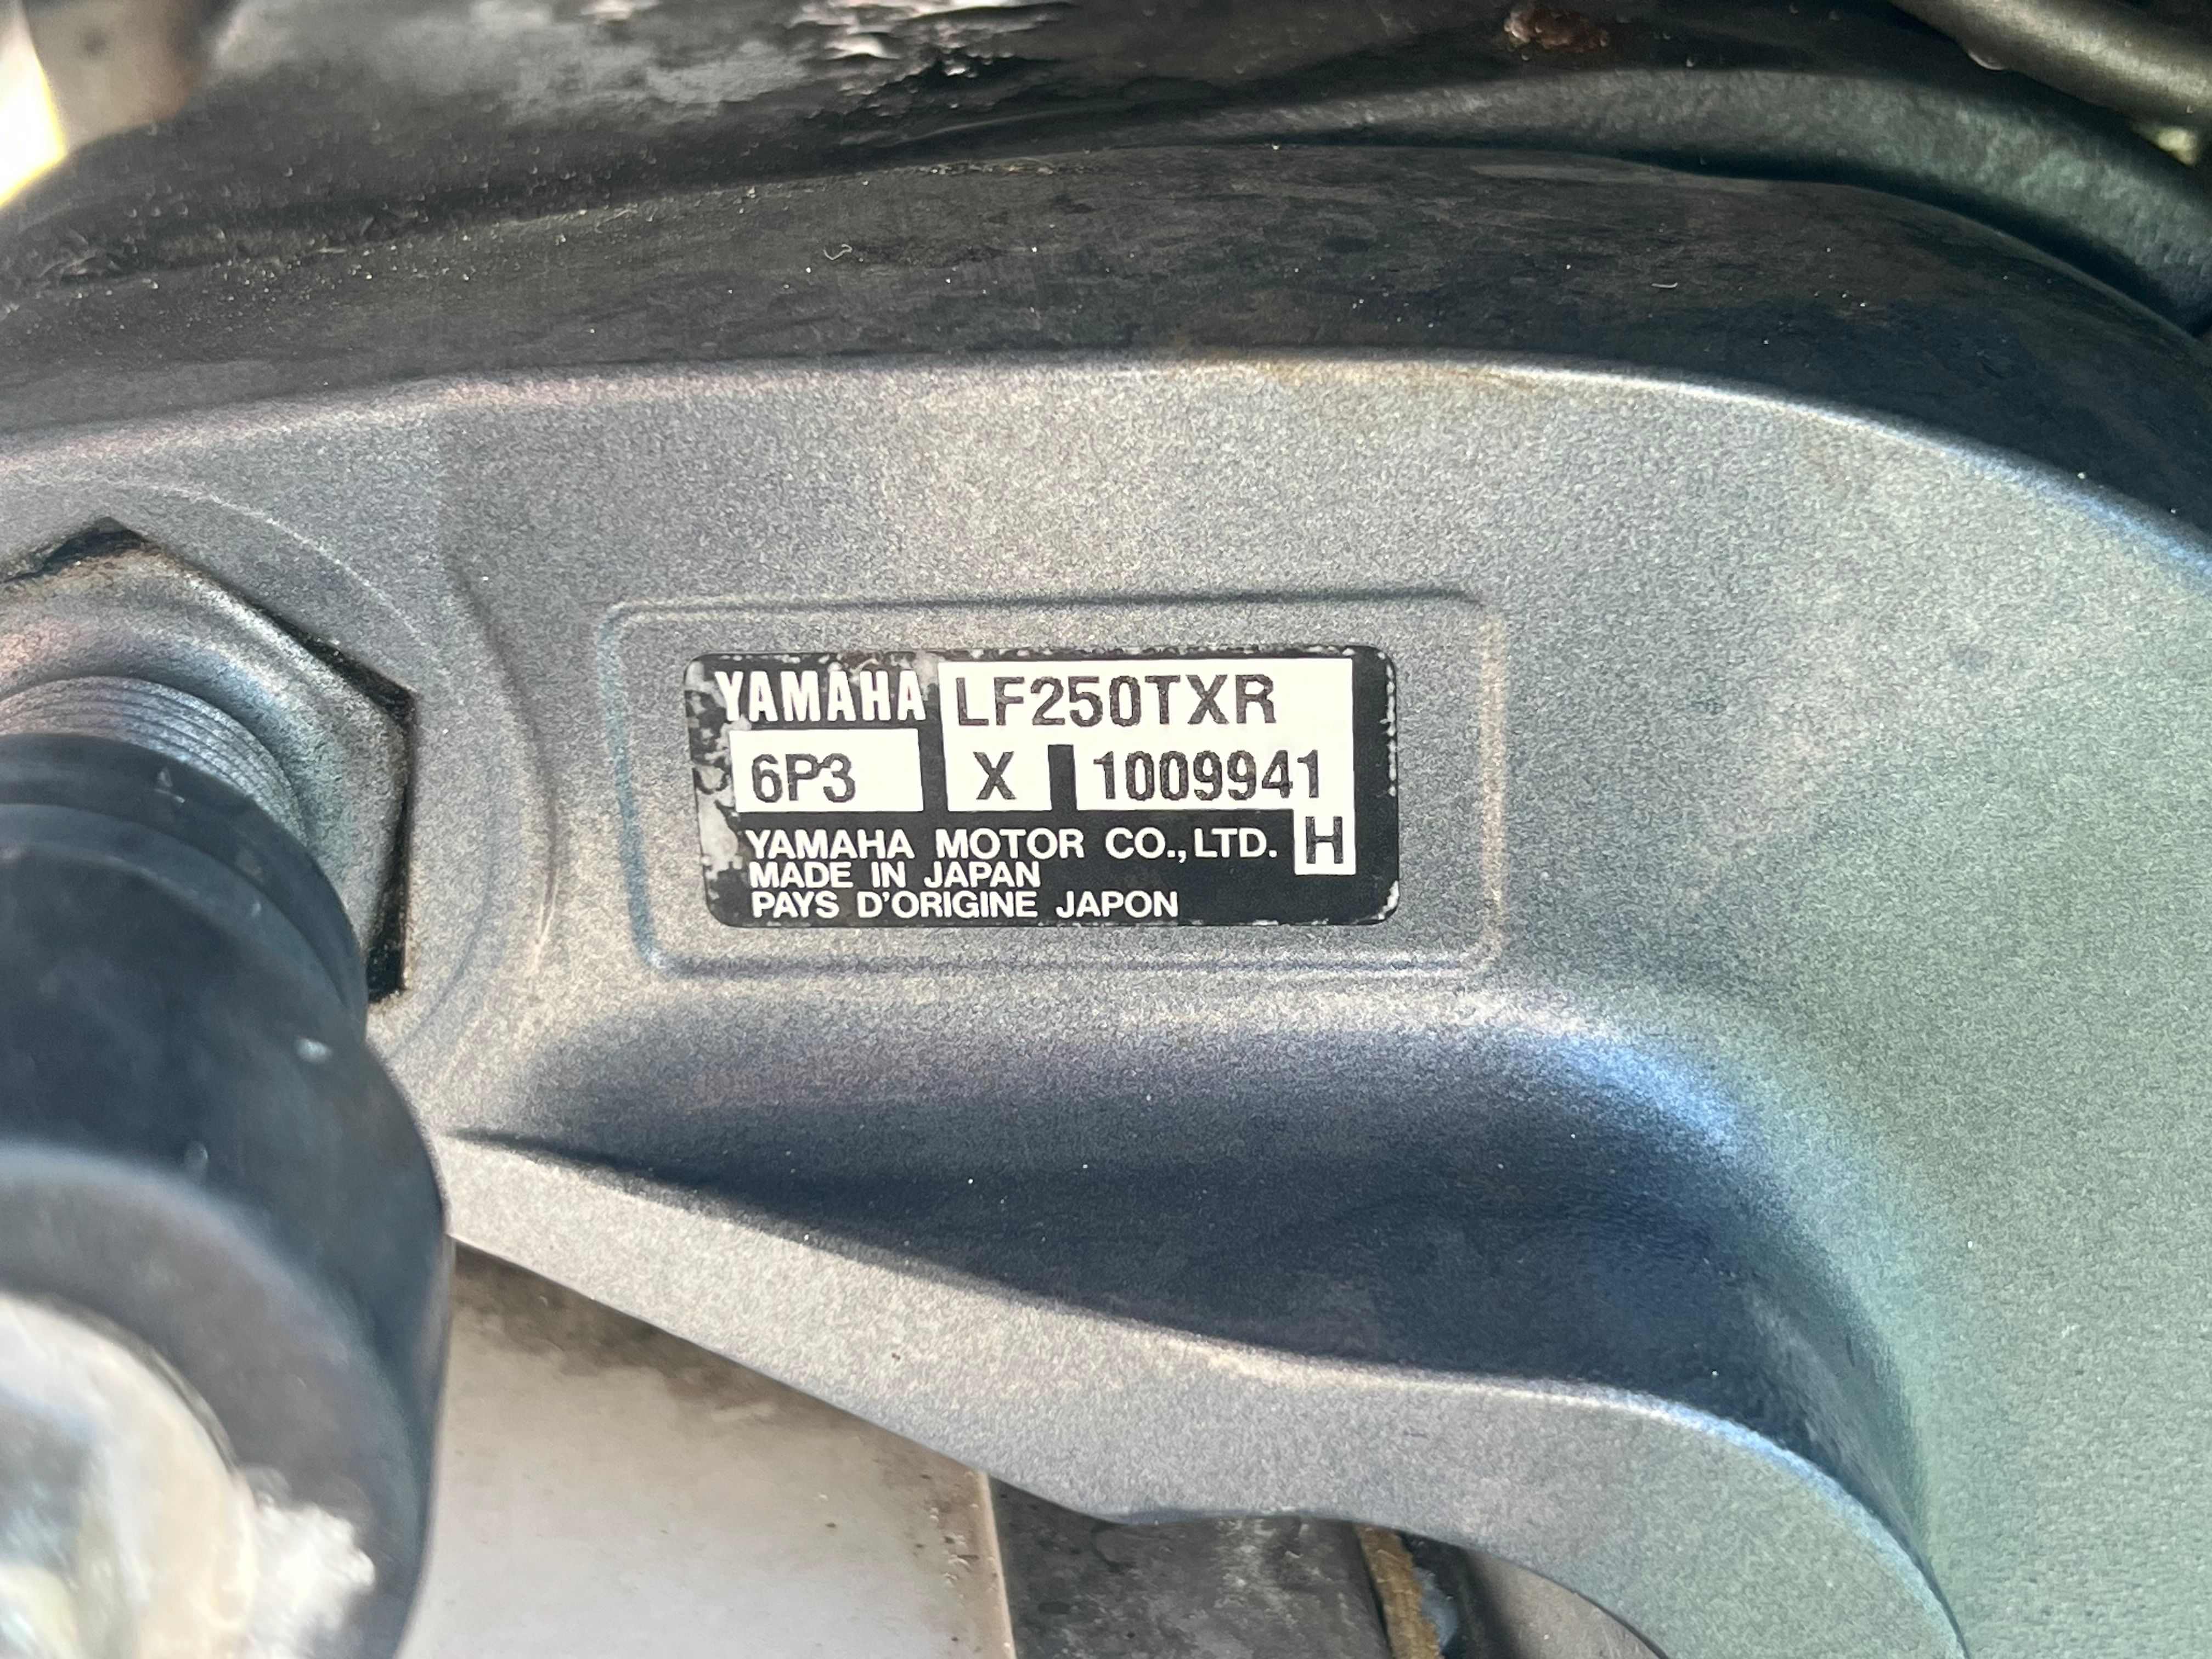 YAMAHA LF250TXR
6P3 X 1009941
YAMAHA MOTOR CO., LTD. H
MADE IN JAPAN
PAYS D'ORIGINE JAPON